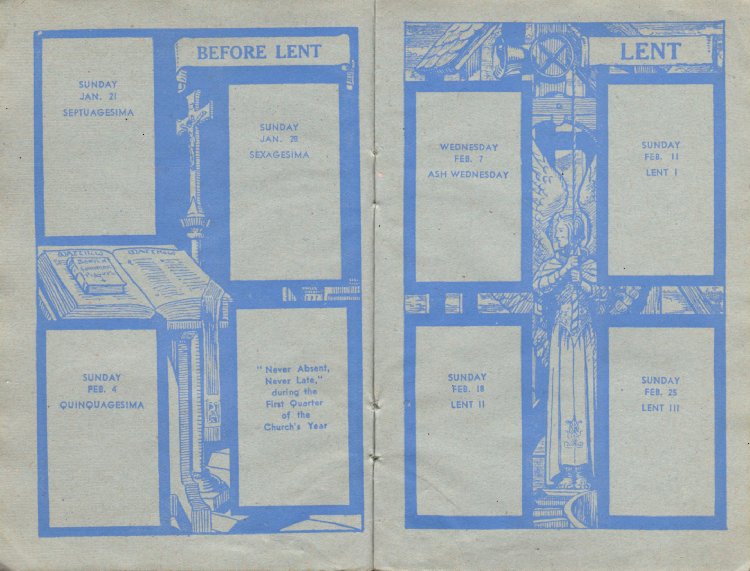 BEFORE LENT
SUNDAY
JAN. 21
SEPTUAGESIMA
SUNDAY
JAN. 28
SEXAGESIMA
SUNDAY
FEB. 4
QUINQUAGESIMA
"Never Absent,
Never Late,"
during the
First Quarter
of the
Church's Year
LENT
WEDNESDAY
FEB. 7
ASH WEDNESDAY
SUNDAY
FEB. 11
LENT I
SUNDAY
FEB. 18
LENT II
SUNDAY
FEB. 25
LENT III